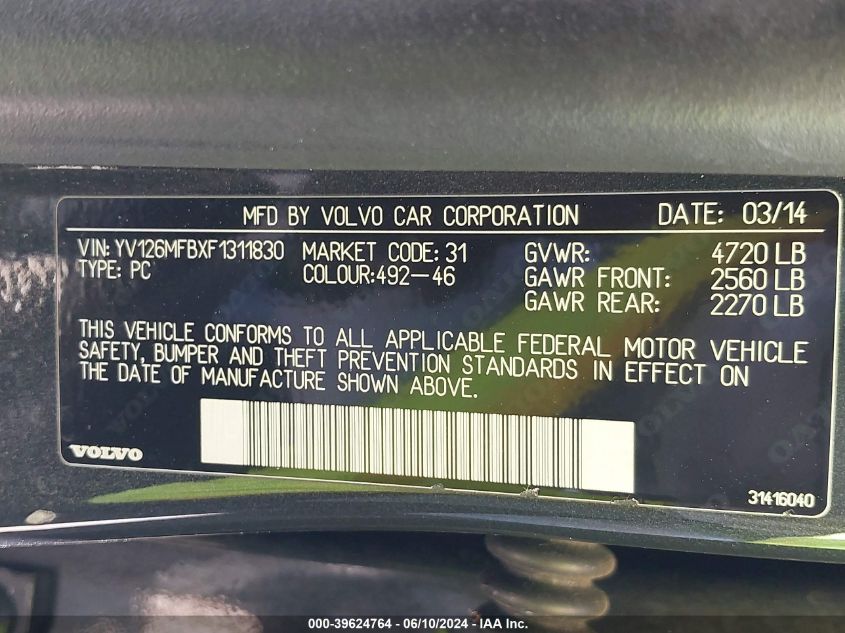 MFD BY VOLVO CAR CORPORATION DATE: 03/14
VIN: YV126MFBXF1311830 MARKET CODE: 31 GVWR: 4720 LB
TYPE: PC COLOUR:492-46 GAWR FRONT: 2560 LB
GAWR REAR: 2270 LB
THIS VEHICLE CONFORMS TO ALL APPLICABLE FEDERAL MOTOR VEHICLE
SAFETY, BUMPER AND THEFT PREVENTION STANDARDS IN EFFECT ON
THE DATE OF MANUFACTURE SHOWN ABOVE.
VOLVO
31416040
000-39624764 - 06/10/2024 - IAA Inc.